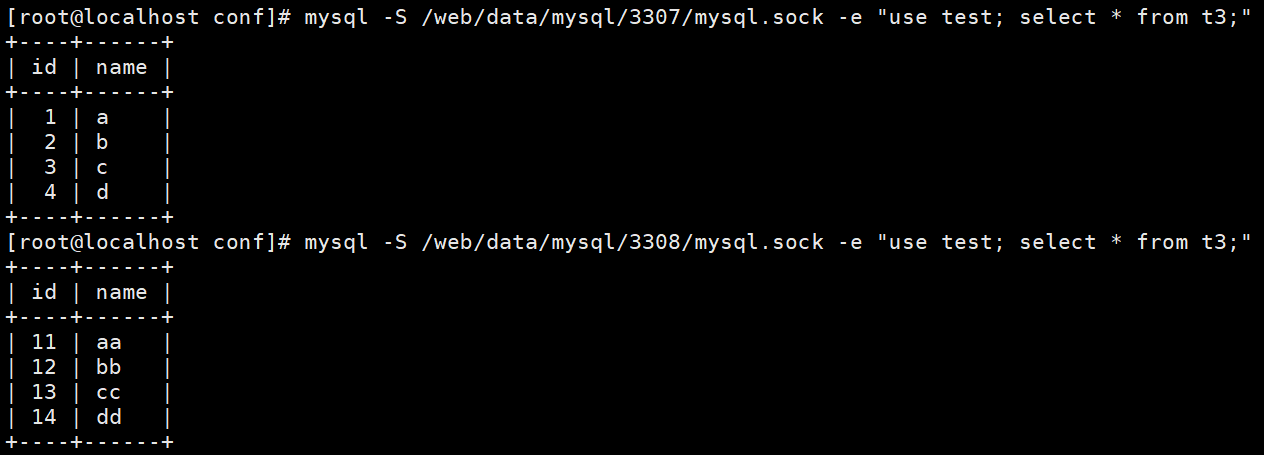 [root@localhost conf]# mysql -S /web/data/mysql/3307/mysql.sock -e "use test; select * from t3;"
+----+------+
| id | name |
+----+------+
|  1 | a    |
|  2 | b    |
|  3 | c    |
|  4 | d    |
+----+------+
[root@localhost conf]# mysql -S /web/data/mysql/3308/mysql.sock -e "use test; select * from t3;"
+----+------+
| id | name |
+----+------+
| 11 | aa   |
| 12 | bb   |
| 13 | cc   |
| 14 | dd   |
+----+------+